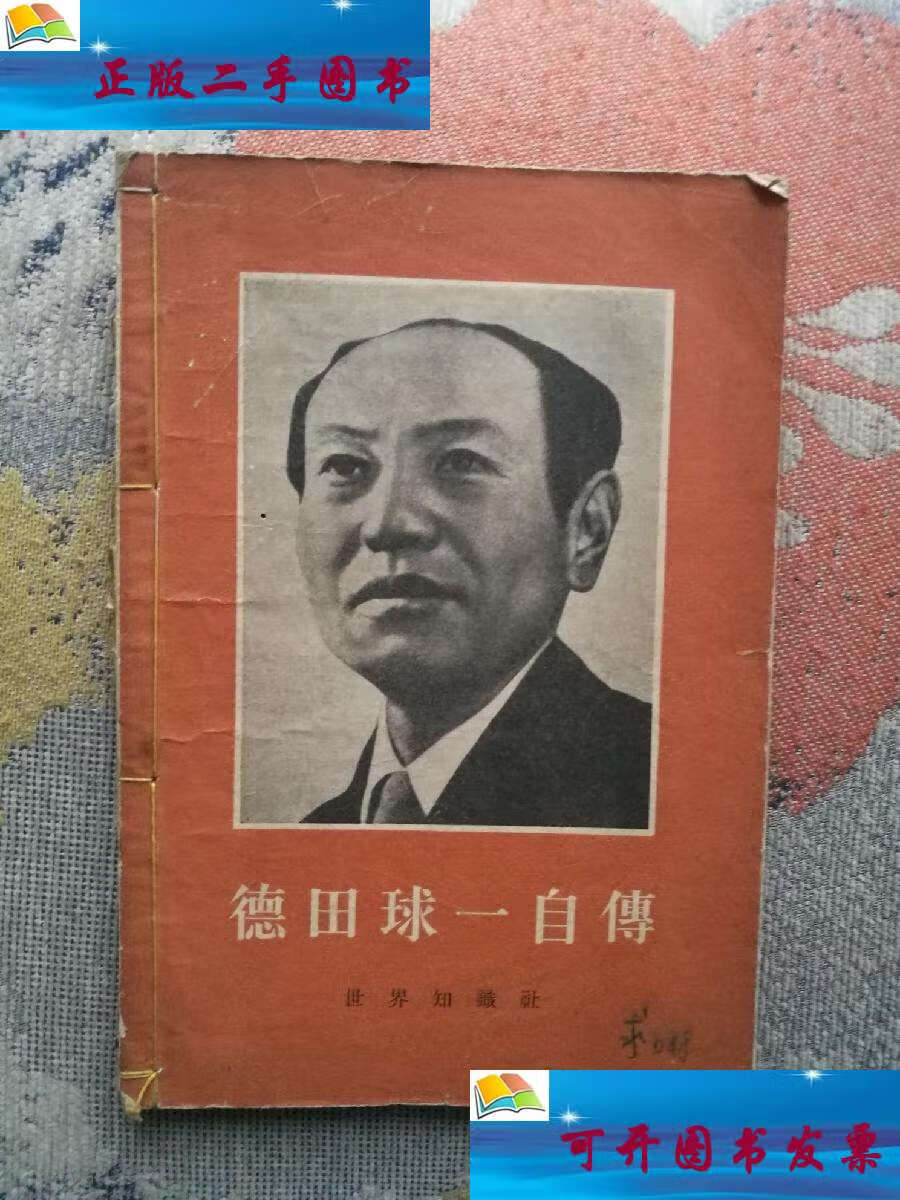 正版二手图书
德田球一自傳
世界知識社
可开图书发票